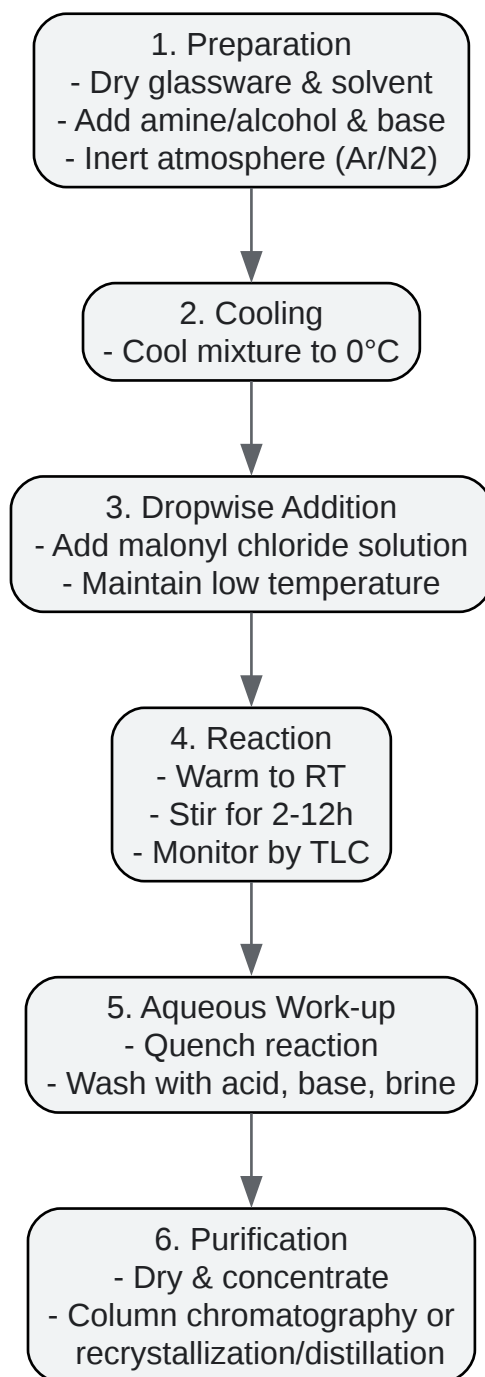 1. Preparation
- Dry glassware & solvent
- Add amine/alcohol & base
- Inert atmosphere (Ar/N2)
2. Cooling
- Cool mixture to 0°C
3. Dropwise Addition
- Add malonyl chloride solution
- Maintain low temperature
4. Reaction
- Warm to RT
- Stir for 2-12h
- Monitor by TLC
5. Aqueous Work-up
- Quench reaction
- Wash with acid, base, brine
6. Purification
- Dry & concentrate
- Column chromatography or
recrystallization/distillation